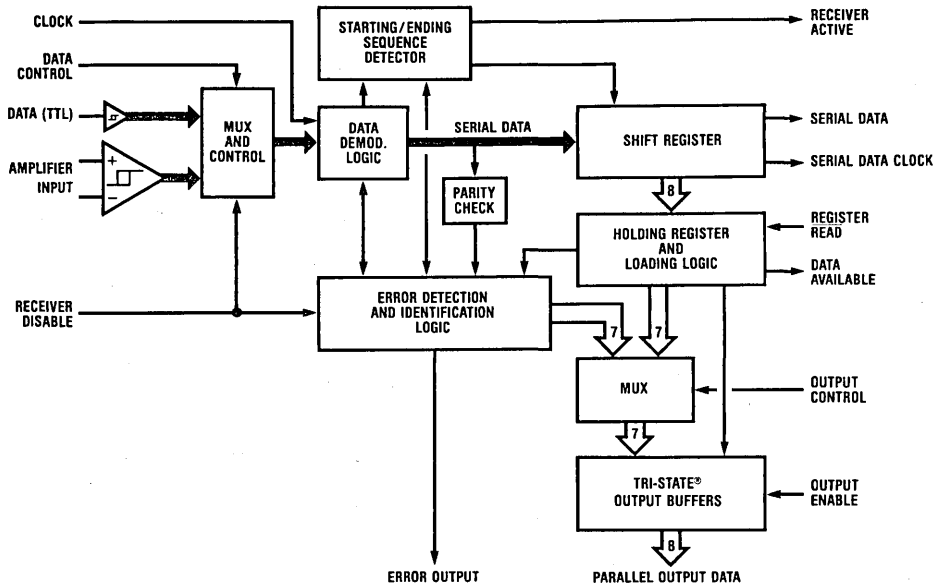 CLOCK
DATA
CONTROL
DATA (TTL)
AMPLIFIER
INPUT
+
−
RECEIVER
DISABLE
MUX
AND
CONTROL
STARTING/ENDING
SEQUENCE
DETECTOR
DATA
DEMOD.
LOGIC
SERIAL DATA
PARITY
CHECK
ERROR DETECTION
AND IDENTIFICATION
LOGIC
SHIFT REGISTER
8
HOLDING REGISTER
AND
LOADING LOGIC
7
7
MUX
7
TRI-STATE®
OUTPUT BUFFERS
8
RECEIVER
ACTIVE
SERIAL DATA
SERIAL DATA CLOCK
REGISTER
READ
DATA
AVAILABLE
OUTPUT
CONTROL
OUTPUT
ENABLE
ERROR OUTPUT
PARALLEL OUTPUT DATA